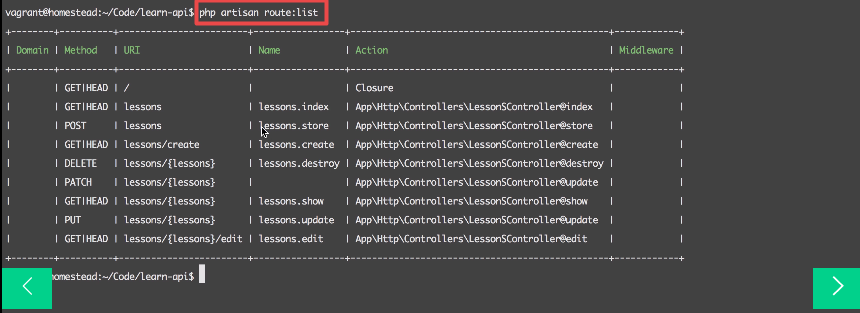 vagrant@homestead:~/Code/learn-api$ php artisan route:list
+--------+----------+------------------------+-----------------+-----------------------------------------------+------------+
| Domain | Method | URI | Name | Action | Middleware |
+--------+----------+------------------------+-----------------+-----------------------------------------------+------------+
| | GET|HEAD | / | | Closure | |
| | GET|HEAD | lessons | lessons.index | App\Http\Controllers\LessonSController@index | |
| | POST | lessons | lessons.store | App\Http\Controllers\LessonSController@store | |
| | GET|HEAD | lessons/create | lessons.create | App\Http\Controllers\LessonSController@create | |
| | DELETE | lessons/{lessons} | lessons.destroy | App\Http\Controllers\LessonSController@destroy | |
| | PATCH | lessons/{lessons} | | App\Http\Controllers\LessonSController@update | |
| | GET|HEAD | lessons/{lessons} | lessons.show | App\Http\Controllers\LessonSController@show | |
| | PUT | lessons/{lessons} | lessons.update | App\Http\Controllers\LessonSController@update | |
| | GET|HEAD | lessons/{lessons}/edit | lessons.edit | App\Http\Controllers\LessonSController@edit | |
+--------+----------+------------------------+-----------------+-----------------------------------------------+------------+
omestead:~/Code/learn-api$